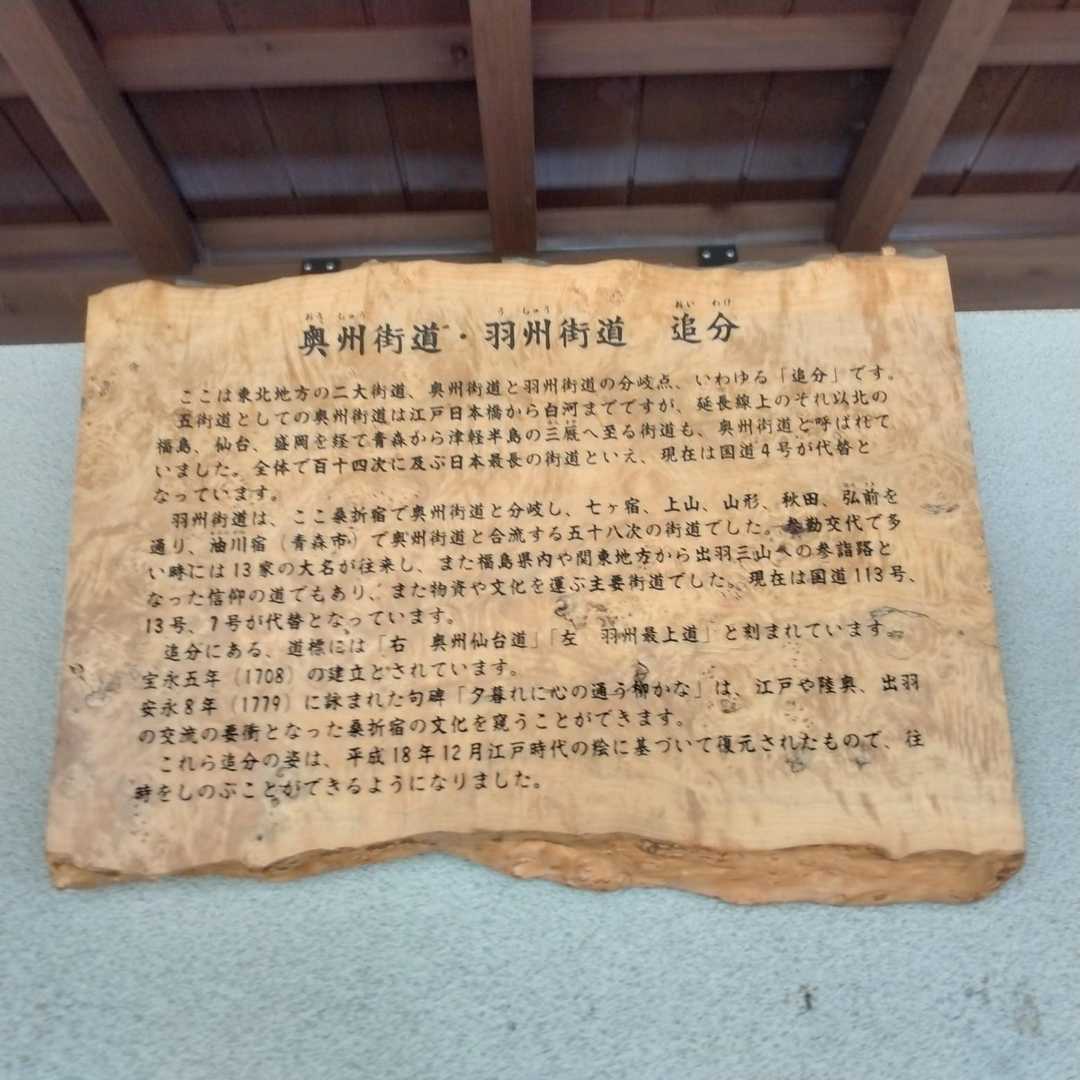 奥州街道・羽州街道　追分
ここは東北地方の二大街道、奥州街道と羽州街道の分岐点、いわゆる「追分」です。
五街道としての奥州街道は江戸日本橋から白河までですが、延長線上のそれ以北の
福島、仙台、盛岡を経て青森から津軽半島の三厩へ至る街道も、奥州街道と呼ばれて
いました。全体で百十四次に及ぶ日本最長の街道といえ、現在は国道4号が代替と
なっています。
羽州街道は、ここ桑折宿で奥州街道と分岐し、七ヶ宿、上山、山形、秋田、弘前を
通り、油川宿（青森市）で奥州街道と合流する五十八次の街道でした。参勤交代で多
い時には13家の大名が往来し、また福島県内や関東地方から出羽三山への参詣路と
なった信仰の道でもあり、また物資や文化を運ぶ主要街道でした。現在は国道113号、
13号、7号が代替となっています。
追分にある、道標には「右　奥州仙台道」「左　羽州最上道」と刻まれています。
宝永五年（1708）の建立とされています。
安永8年（1779）に詠まれた句碑「夕暮れに心の通う柳かな」は、江戸や陸奥、出羽
の交流の要衝となった桑折宿の文化を窺うことができます。
これら追分の姿は、平成18年12月江戸時代の絵に基づいて復元されたもので、往
時をしのぶことができるようになりました。